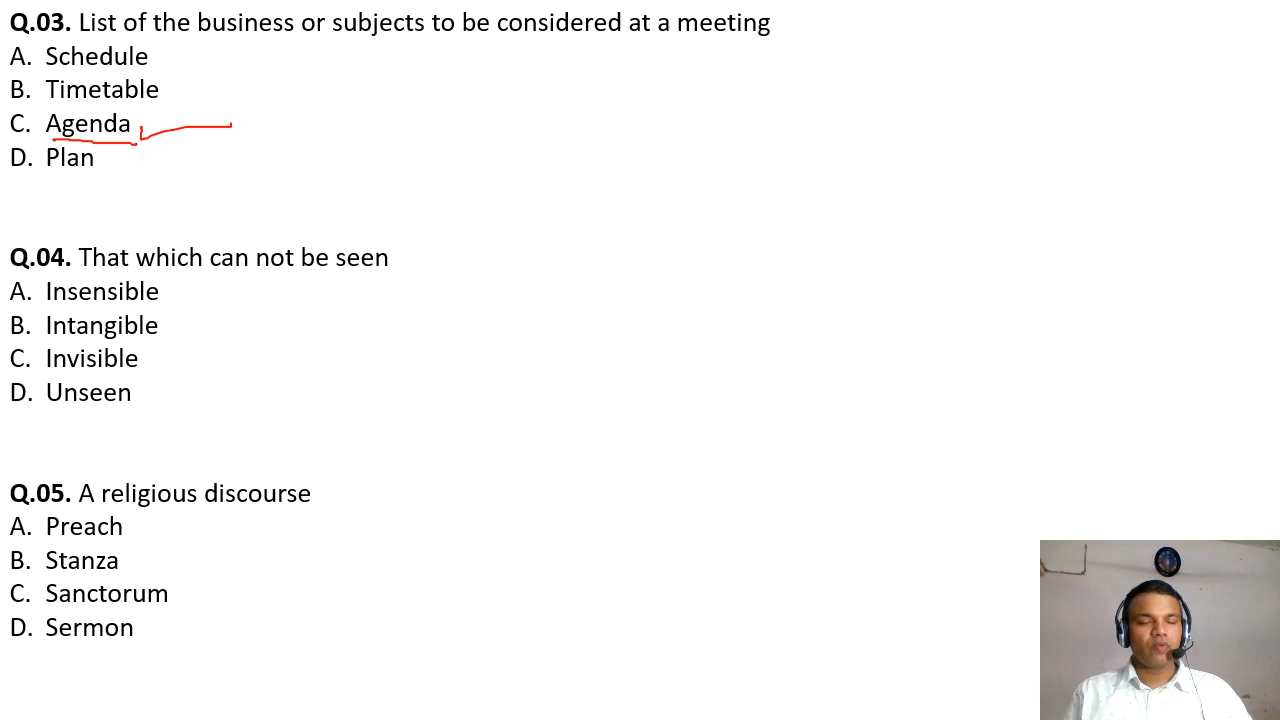 Q.03. List of the business or subjects to be considered at a meeting
A. Schedule
B. Timetable
C. Agenda
D. Plan
Q.04. That which can not be seen
A. Insensible
B. Intangible
C. Invisible
D. Unseen
Q.05. A religious discourse
A. Preach
B. Stanza
C. Sanctorum
D. Sermon